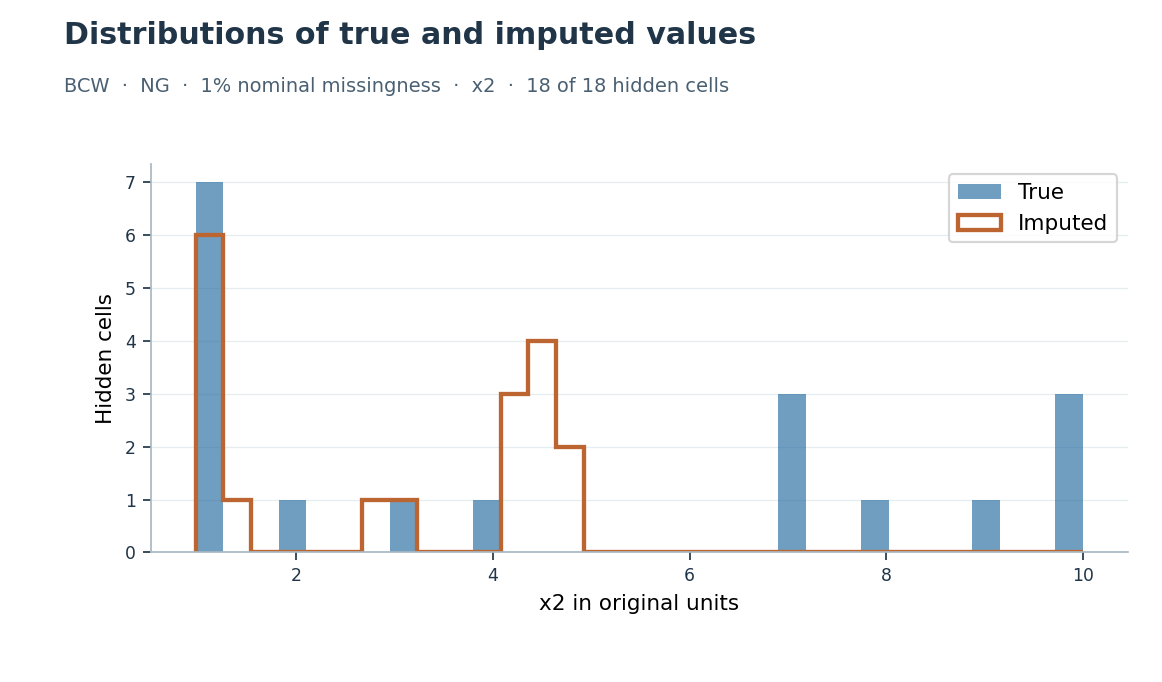 Distributions of true and imputed values
BCW · NG · 1% nominal missingness · x2 · 18 of 18 hidden cells
True
Imputed
Hidden cells
7
6
5
4
3
2
1
0
2 4 6 8 10
x2 in original units